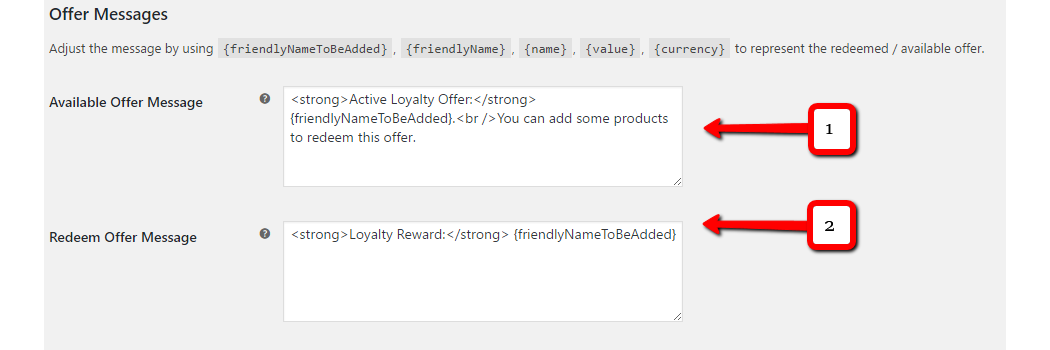 Offer Messages
Adjust the message by using {friendlyNameToBeAdded} , {friendlyName} , {name} , {value} , {currency} to represent the redeemed / available offer.
Available Offer Message ?
<strong>Active Loyalty Offer:</strong>
{friendlyNameToBeAdded}.<br />You can add some products
to redeem this offer.
1
Redeem Offer Message ?
<strong>Loyalty Reward:</strong> {friendlyNameToBeAdded}
2